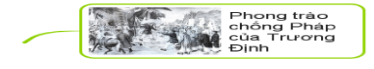 Phong trào
chống Pháp
của Trương
Định